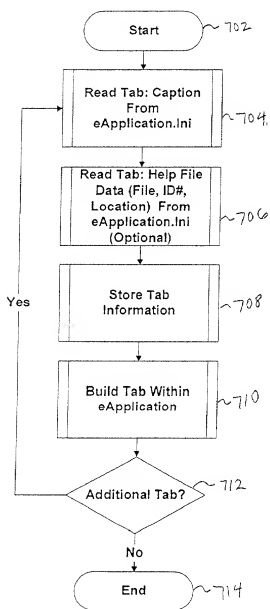 Start
702
Read Tab: Caption
From
eApplication.Ini
704
Read Tab: Help File
Data (File, ID#,
Location) From
eApplication.Ini
(Optional)
706
Store Tab
Information
708
Yes
Build Tab Within
eApplication
710
Additional Tab?
712
No
End
714